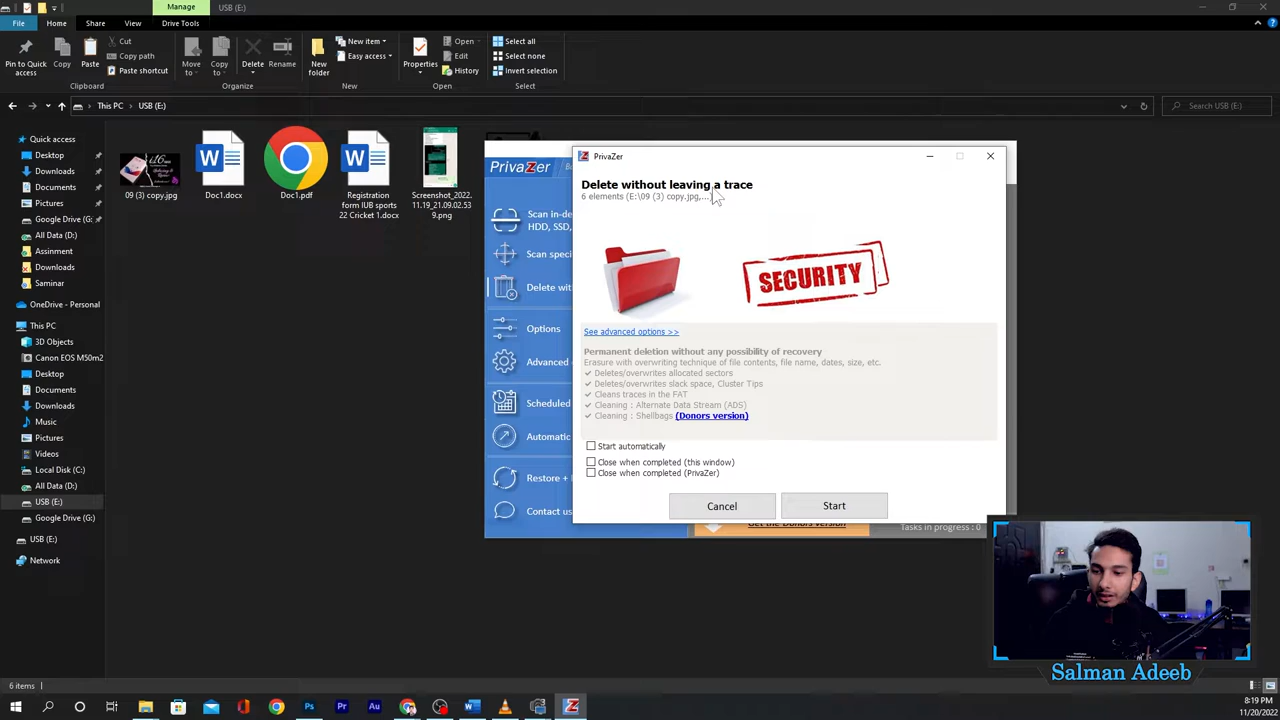 Manage
USB (E:)
File
Home
Share
View
Drive Tools
Pin to Quick access
Copy
Paste
Cut
Copy path
Paste shortcut
Clipboard
Move to
Copy to
Delete
Rename
Organize
New folder
New item
Easy access
New
Properties
Open
Edit
History
Open
Select all
Select none
Invert selection
Select
This PC
USB (E:)
Search USB (E:)
Quick access
Desktop
Downloads
Documents
Pictures
Google Drive (G:)
All Data (D:)
Assinment
Downloads
Saminar
OneDrive - Personal
This PC
3D Objects
Canon EOS M50m2
Desktop
Documents
Downloads
Music
Pictures
Videos
Local Disk (C:)
All Data (D:)
USB (E:)
Google Drive (G:)
USB (E:)
Network
09 (3) copy.jpg
Doc1.docx
Doc1.pdf
Registration
form IUB sports
22 Cricket 1.docx
Screenshot_2022.
11.19_21.09.02.53
9.png
PrivaZer
Scan in-de
HDD, SSD,
Scan speci
Delete with
Options
Advanced
Scheduled
Automatic
Restore +
Contact us
PrivaZer
Delete without leaving a trace
6 elements (E:\09 (3) copy.jpg,...)
SECURITY
See advanced options >>
Permanent deletion without any possibility of recovery
Erasure with overwriting technique of file contents, file name, dates, size, etc.
✓ Deletes/overwrites allocated sectors
✓ Deletes/overwrites slack space, Cluster Tips
✓ Cleans traces in the FAT
✓ Cleaning : Alternate Data Stream (ADS)
✓ Cleaning : Shellbags (Donors version)
Start automatically
Close when completed (this window)
Close when completed (PrivaZer)
Cancel
Start
Get the Donors version
Tasks in progress : 0
Salman Adeeb
6 items
8:19 PM
11/20/2022